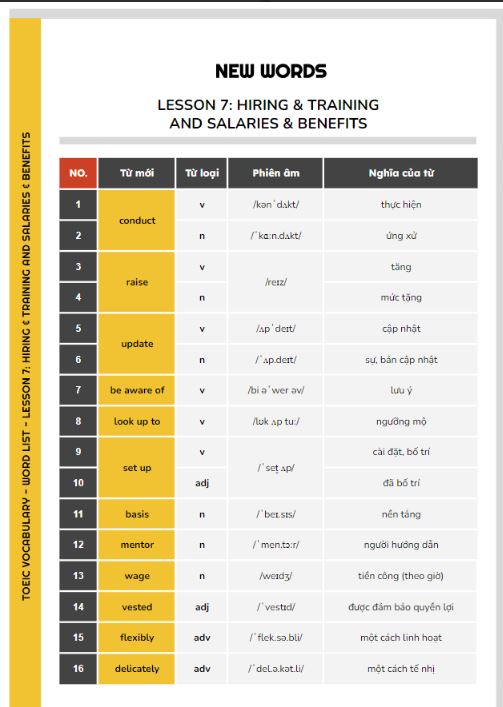 NEW WORDS
LESSON 7: HIRING & TRAINING
AND SALARIES & BENEFITS
TOEIC VOCABULARY - WORD LIST - LESSON 7: HIRING & TRAINING AND SALARIES & BENEFITS
NO. Từ mới Từ loại Phiên âm Nghĩa của từ
1 conduct v /kənˈdʌkt/ thực hiện
2 n /ˈkɑːn.dʌkt/ ứng xử
3 raise v /reɪz/ tăng
4 n mức tăng
5 update v /ʌpˈdeɪt/ cập nhật
6 n /ˈʌp.deɪt/ sự, bản cập nhật
7 be aware of v /bi əˈwer əv/ lưu ý
8 look up to v /lʊk ʌp tuː/ ngưỡng mộ
9 set up v /ˈset̬ ʌp/ cài đặt, bố trí
10 adj đã bố trí
11 basis n /ˈbeɪ.sɪs/ nền tảng
12 mentor n /ˈmen.tɔːr/ người hướng dẫn
13 wage n /weɪdʒ/ tiền công (theo giờ)
14 vested adj /ˈvestɪd/ được đảm bảo quyền lợi
15 flexibly adv /ˈflek.sə.bli/ một cách linh hoạt
16 delicately adv /ˈdel.ə.kət.li/ một cách tế nhị